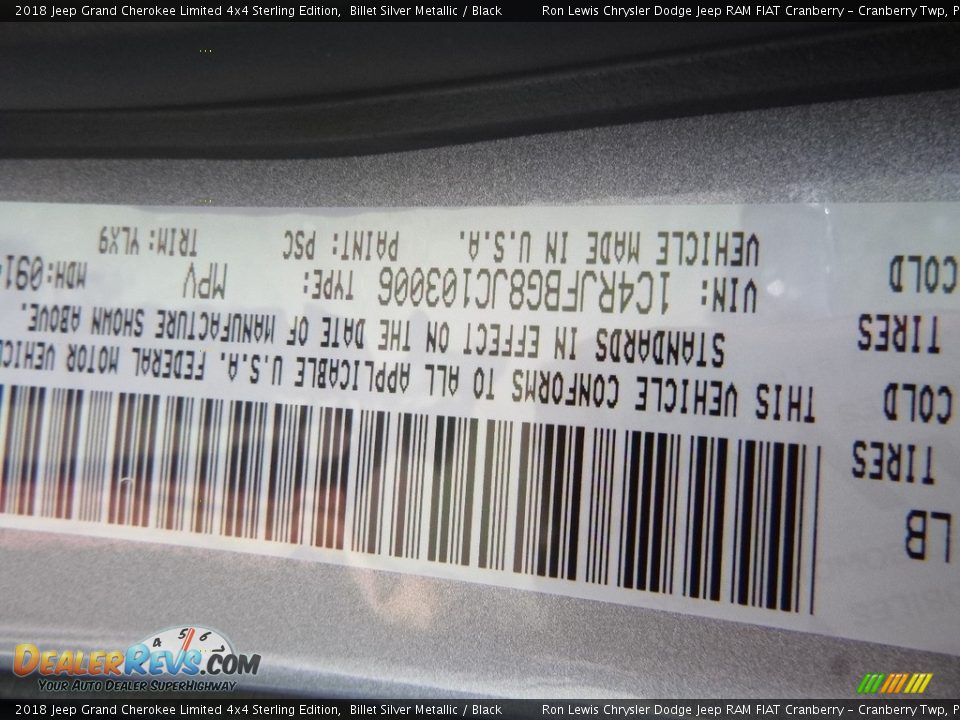 2018 Jeep Grand Cherokee Limited 4x4 Sterling Edition, Billet Silver Metallic / Black Ron Lewis Chrysler Dodge Jeep RAM FIAT Cranberry - Cranberry Twp, P
LB
TIRES
COLD
TIRES
COLD
THIS VEHICLE CONFORMS TO ALL APPLICABLE U.S.A. FEDERAL MOTOR
STANDARDS IN EFFECT ON THE DATE OF MANUFACTURE SHOWN ABOVE.
VIN: 1C4RJFBG8JC103006 TYPE: MPV MDH:
VEHICLE MADE IN U.S.A. PAINT: PSC TRIM: YLX9
4 5 6
DEALERREVS.COM
YOUR AUTO DEALER SUPERHIGHWAY
2018 Jeep Grand Cherokee Limited 4x4 Sterling Edition, Billet Silver Metallic / Black Ron Lewis Chrysler Dodge Jeep RAM FIAT Cranberry - Cranberry Twp, P